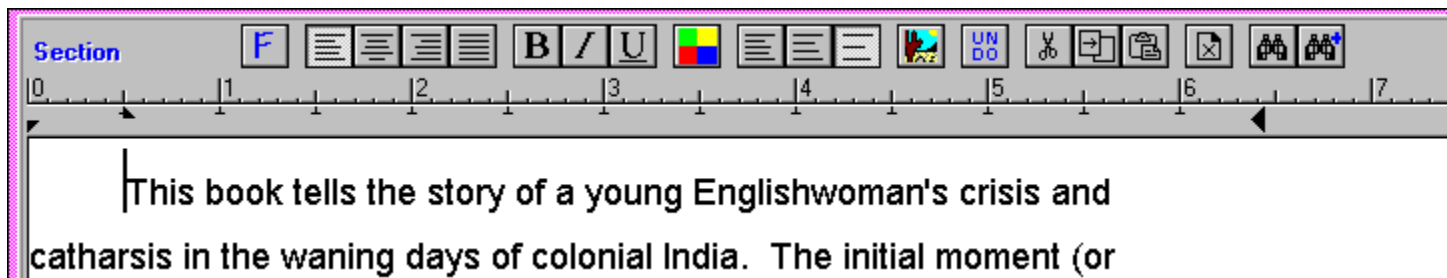 Section F B I U UN DO
0 1 2 3 4 5 6 7
This book tells the story of a young Englishwoman's crisis and
catharsis in the waning days of colonial India.  The initial moment (or